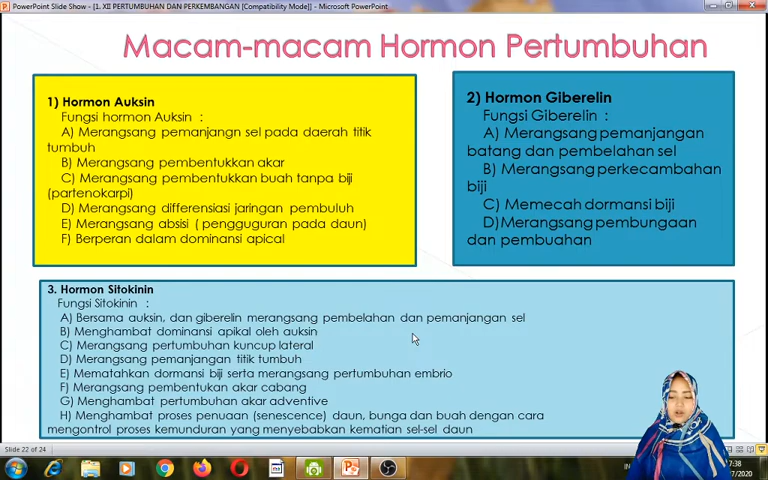 PowerPoint Slide Show - [1. XII PERTUMBUHAN DAN PERKEMBANGAN [Compatibility Mode]] - Microsoft PowerPoint
Macam-macam Hormon Pertumbuhan
1) Hormon Auksin
Fungsi hormon Auksin :
A) Merangsang pemanjangn sel pada daerah titik
tumbuh
B) Merangsang pembentukkan akar
C) Merangsang pembentukkan buah tanpa biji
(partenokarpi)
D) Merangsang differensiasi jaringan pembuluh
E) Merangsang absisi ( pengguguran pada daun)
F) Berperan dalam dominansi apical
2) Hormon Giberelin
Fungsi Giberelin :
A) Merangsang pemanjangan
batang dan pembelahan sel
B) Merangsang perkecambahan
biji
C) Memecah dormansi biji
D)Merangsang pembungaan
dan pembuahan
3. Hormon Sitokinin
Fungsi Sitokinin :
A) Bersama auksin, dan giberelin merangsang pembelahan dan pemanjangan sel
B) Menghambat dominansi apikal oleh auksin
C) Merangsang pertumbuhan kuncup lateral
D) Merangsang pemanjangan titik tumbuh
E) Mematahkan dormansi biji serta merangsang pertumbuhan embrio
F) Merangsang pembentukan akar cabang
G) Menghambat pertumbuhan akar adventive
H) Menghambat proses penuaan (senescence) daun, bunga dan buah dengan cara
mengontrol proses kemunduran yang menyebabkan kematian sel-sel daun
Slide 22 of 24